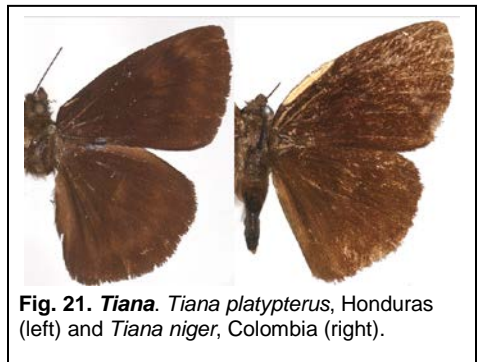 Fig. 21. Tiana. Tiana platypterus, Honduras
(left) and Tiana niger, Colombia (right).